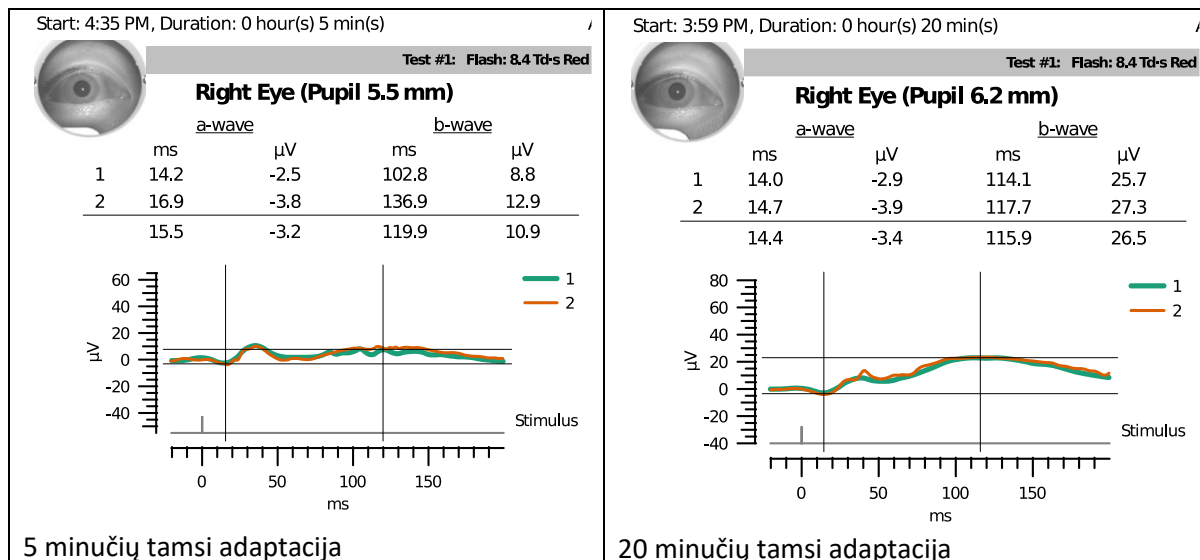 Start: 4:35 PM, Duration: 0 hour(s) 5 min(s)
Test #1: Flash: 8.4 Td·s Red
Right Eye (Pupil 5.5 mm)
a-wave b-wave
ms µV ms µV
1 14.2 -2.5 102.8 8.8
2 16.9 -3.8 136.9 12.9
15.5 -3.2 119.9 10.9
60
40
20
0
-20
-40
µV
1
2
Stimulus
0 50 100 150
ms
5 minučių tamsi adaptacija
Start: 3:59 PM, Duration: 0 hour(s) 20 min(s)
Test #1: Flash: 8.4 Td·s Red
Right Eye (Pupil 6.2 mm)
a-wave b-wave
ms µV ms µV
1 14.0 -2.9 114.1 25.7
2 14.7 -3.9 117.7 27.3
14.4 -3.4 115.9 26.5
80
60
40
20
0
-20
-40
µV
1
2
Stimulus
0 50 100 150
ms
20 minučių tamsi adaptacija